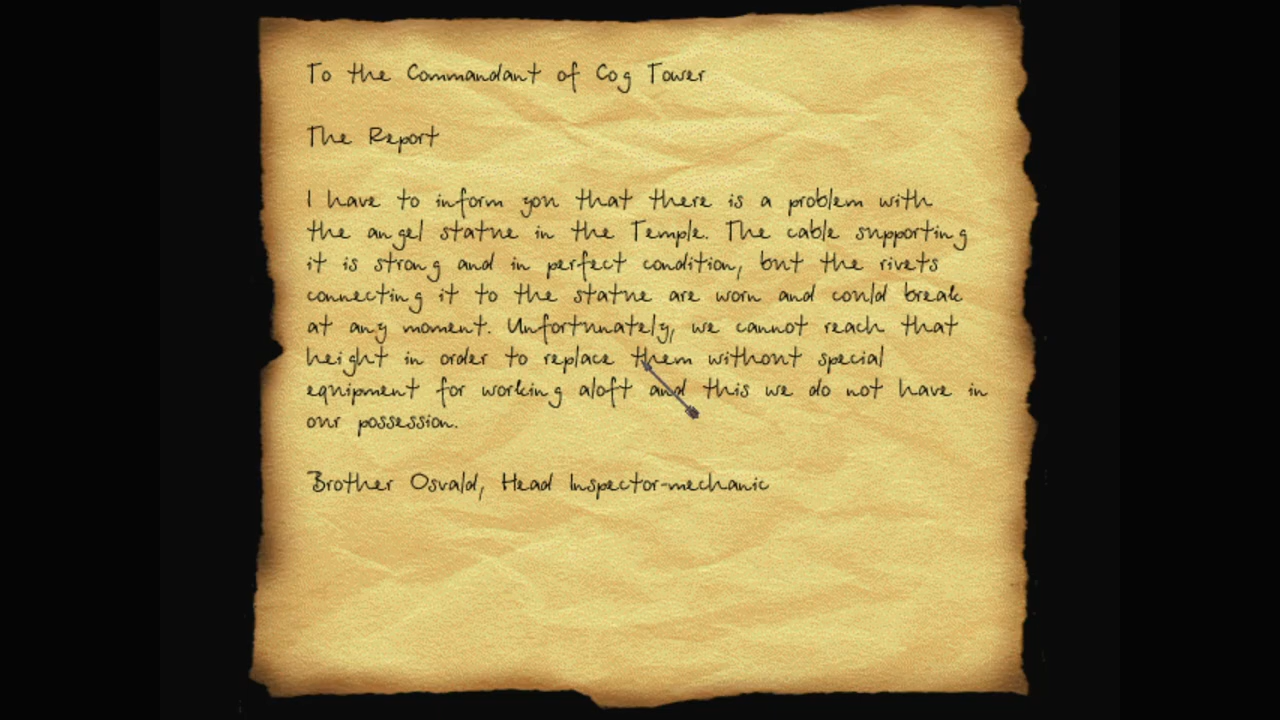 To the Commandant of Cog Tower
The Report
I have to inform you that there is a problem with
the angel statue in the Temple. The cable supporting
it is strong and in perfect condition, but the rivets
connecting it to the statue are worn and could break
at any moment. Unfortunately, we cannot reach that
height in order to replace them without special
equipment for working aloft and this we do not have in
our possession.
Brother Osvald, Head Inspector-mechanic